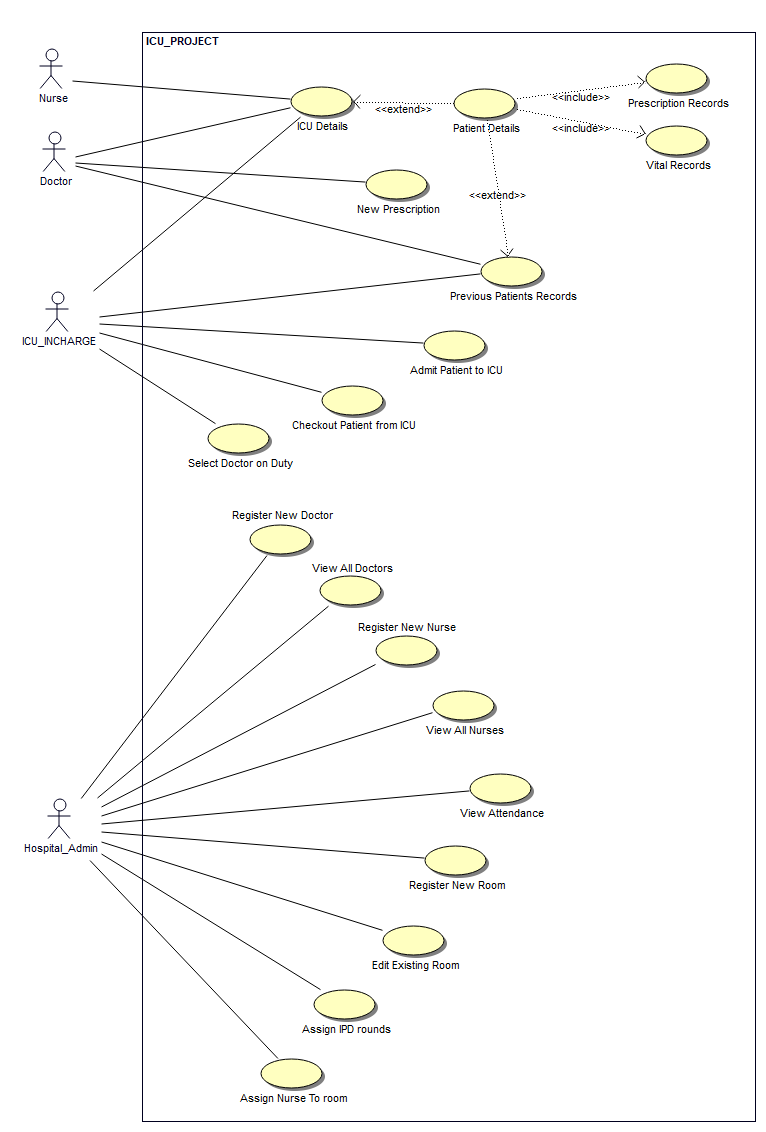 ICU_PROJECT
Nurse
ICU Details
<<extend>>
Patient Details
<<include>>
Prescription Records
<<include>>
Vital Records
Doctor
New Prescription
<<extend>>
Previous Patients Records
ICU_INCHARGE
Admit Patient to ICU
Checkout Patient from ICU
Select Doctor on Duty
Register New Doctor
View All Doctors
Register New Nurse
View All Nurses
View Attendance
Hospital_Admin
Register New Room
Edit Existing Room
Assign IPD rounds
Assign Nurse To room